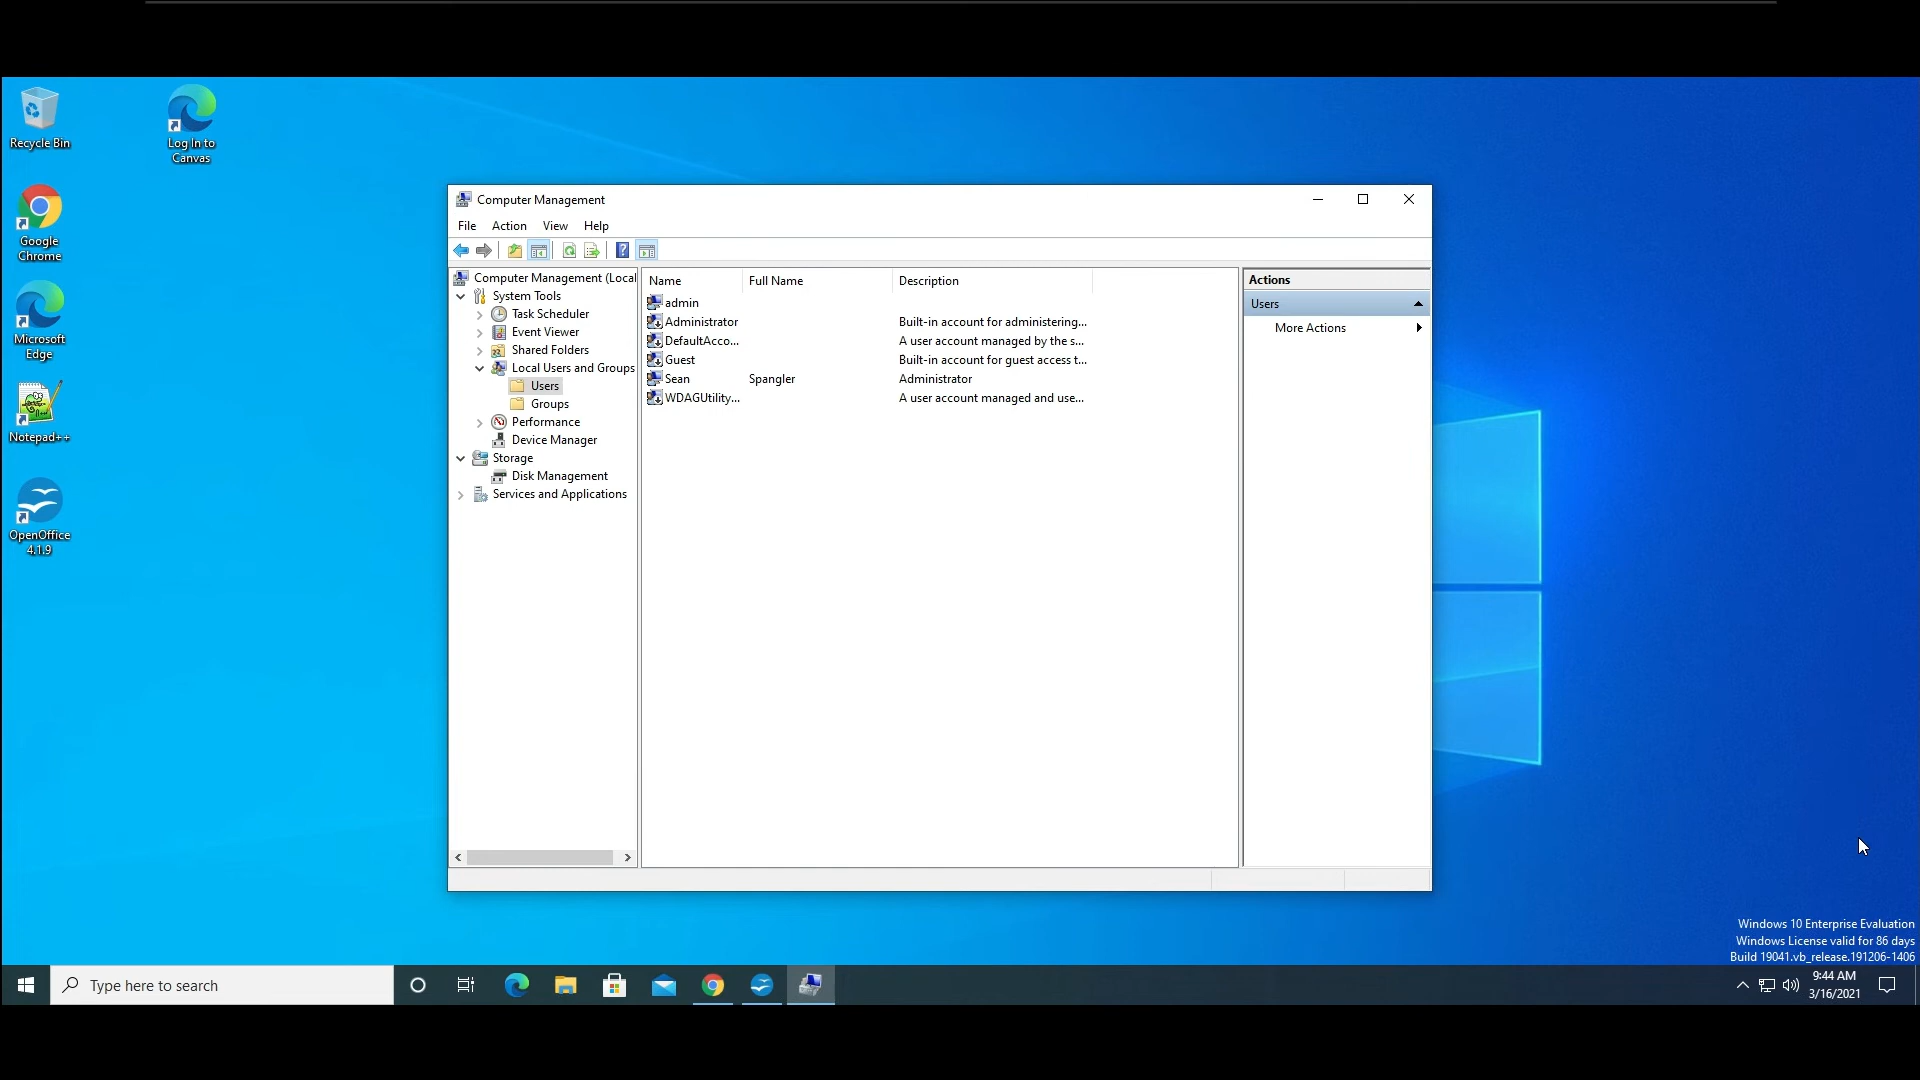 Recycle Bin
Log In to
Canvas
Google
Chrome
Microsoft
Edge
Notepad++
OpenOffice
4.1.9
Computer Management
File Action View Help
Computer Management (Local
System Tools
Task Scheduler
Event Viewer
Shared Folders
Local Users and Groups
Users
Groups
Performance
Device Manager
Storage
Disk Management
Services and Applications
Name Full Name Description
admin
Administrator Built-in account for administering...
DefaultAcco... A user account managed by the s...
Guest Built-in account for guest access t...
Sean Spangler Administrator
WDAGUtility... A user account managed and use...
Actions
Users
More Actions
Windows 10 Enterprise Evaluation
Windows License valid for 86 days
Build 19041.vb_release.191206-1406
Type here to search
9:44 AM
3/16/2021